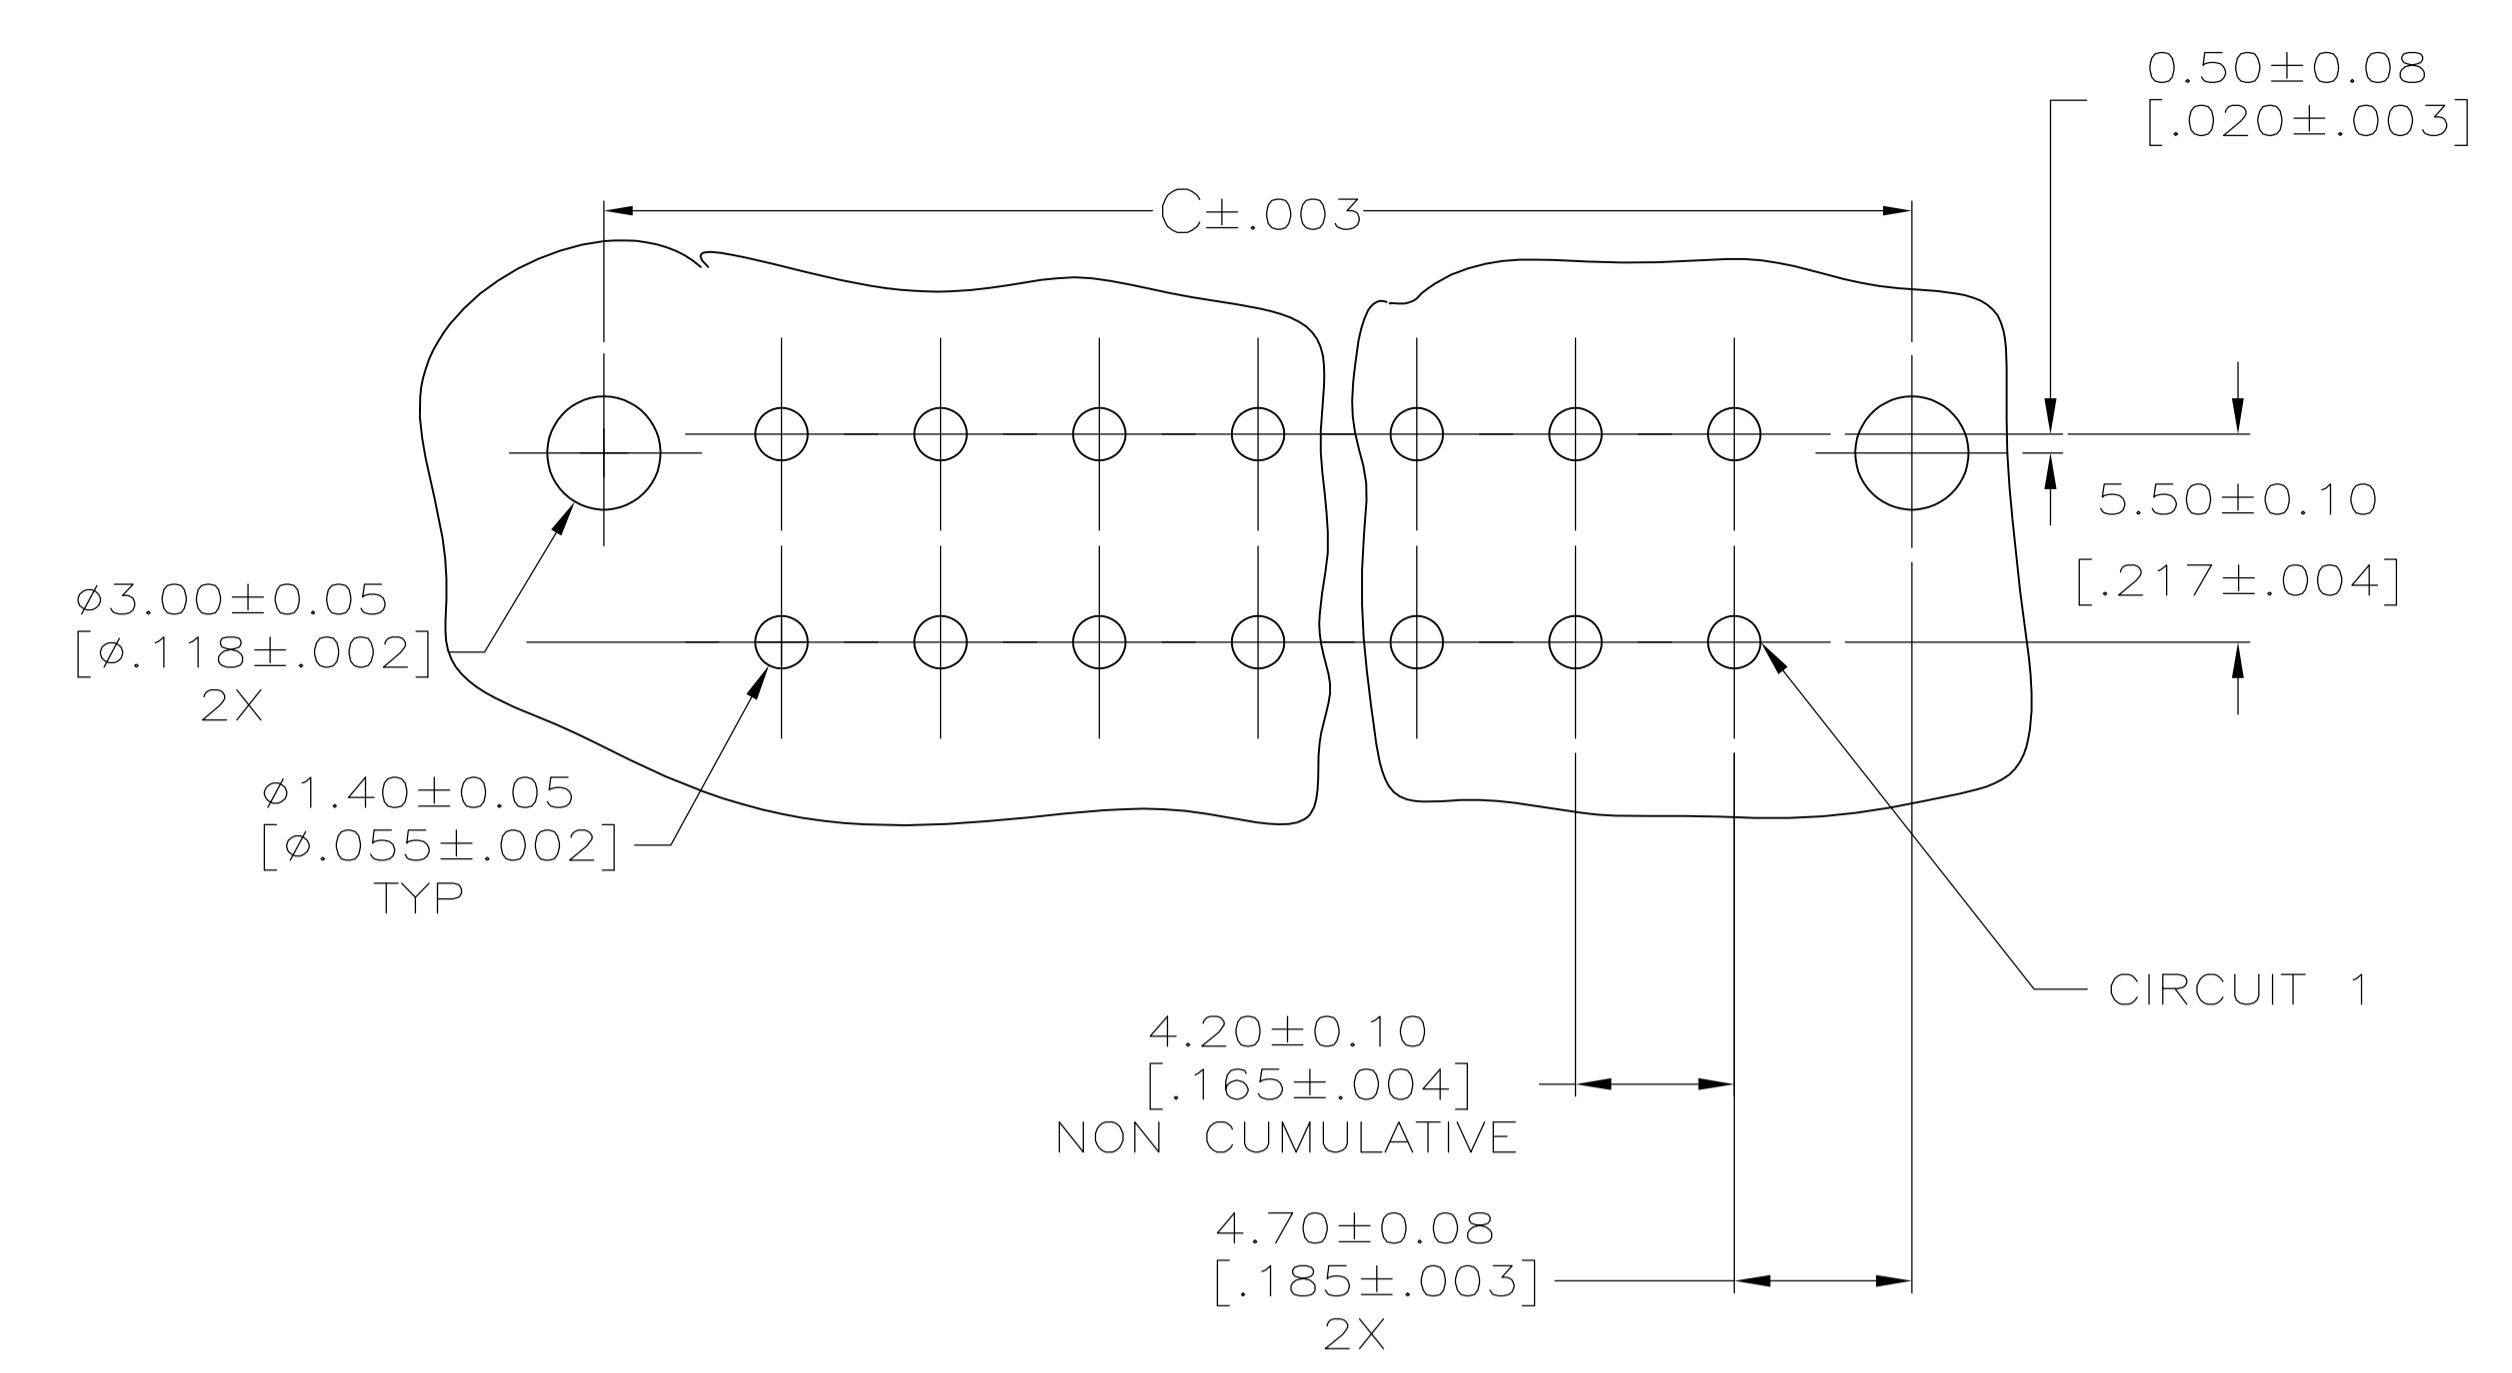 0.50±0.08
[.020±.003]
C±.003
5.50±0.10
[.217±.004]
⌀3.00±0.05
[⌀.118±.002]
2X
⌀1.40±0.05
[⌀.055±.002]
TYP
CIRCUIT 1
4.20±0.10
[.165±.004]
NON CUMULATIVE
4.70±0.08
[.185±.003]
2X